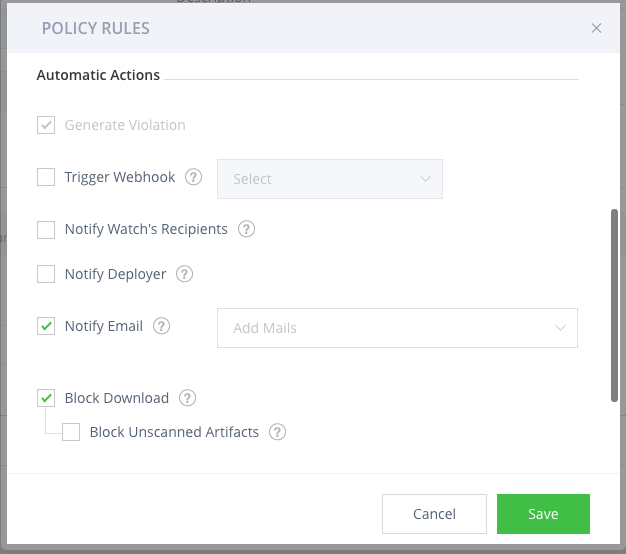 Description
POLICY RULES
Automatic Actions
Generate Violation
Trigger Webhook ? Select
Notify Watch's Recipients ?
Notify Deployer ?
Notify Email ? Add Mails
Block Download ?
Block Unscanned Artifacts ?
Cancel Save